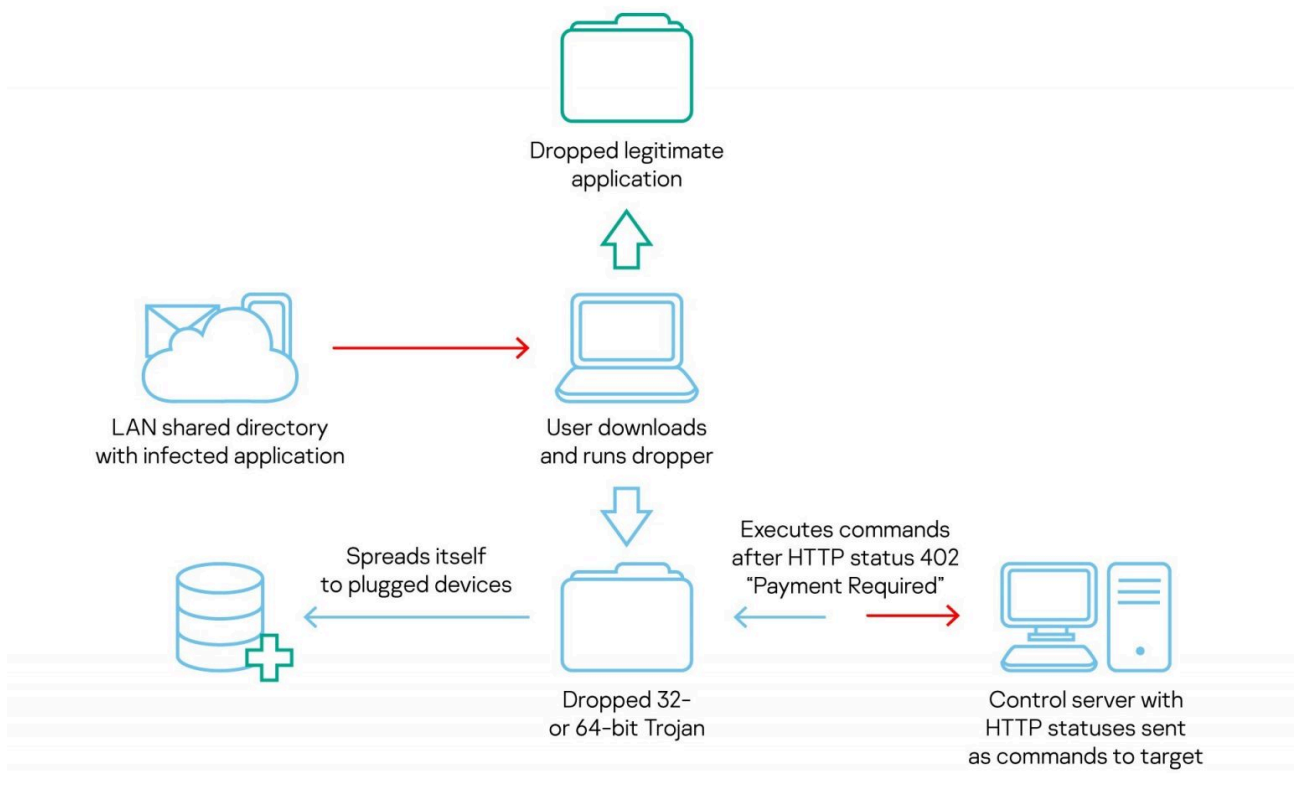 Dropped legitimate
application
LAN shared directory
with infected application
User downloads
and runs dropper
Spreads itself
to plugged devices
Executes commands
after HTTP status 402
“Payment Required”
Dropped 32-
or 64-bit Trojan
Control server with
HTTP statuses sent
as commands to target